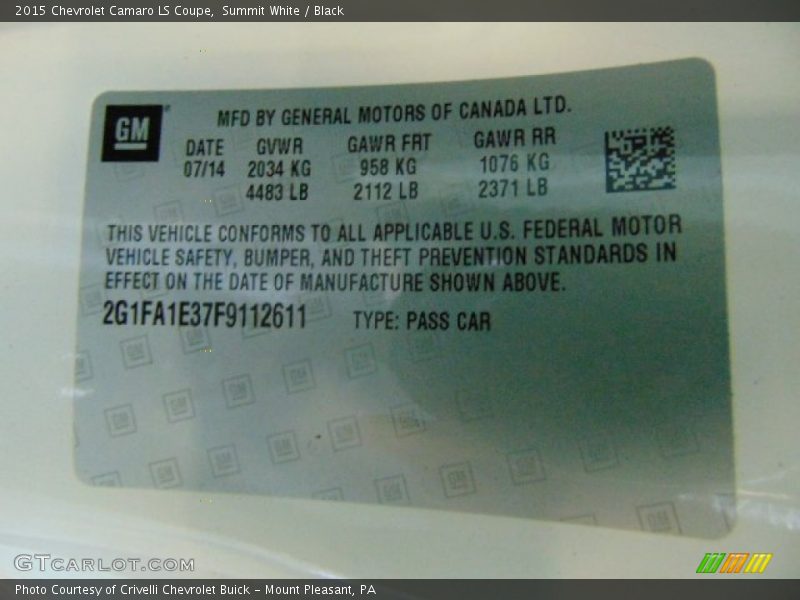 2015 Chevrolet Camaro LS Coupe, Summit White / Black
GM
MFD BY GENERAL MOTORS OF CANADA LTD.
DATE GVWR GAWR FRT GAWR RR
07/14 2034 KG 958 KG 1076 KG
4483 LB 2112 LB 2371 LB
THIS VEHICLE CONFORMS TO ALL APPLICABLE U.S. FEDERAL MOTOR
VEHICLE SAFETY, BUMPER, AND THEFT PREVENTION STANDARDS IN
EFFECT ON THE DATE OF MANUFACTURE SHOWN ABOVE.
2G1FA1E37F9112611 TYPE: PASS CAR
GTCARLOT.COM
Photo Courtesy of Crivelli Chevrolet Buick - Mount Pleasant, PA